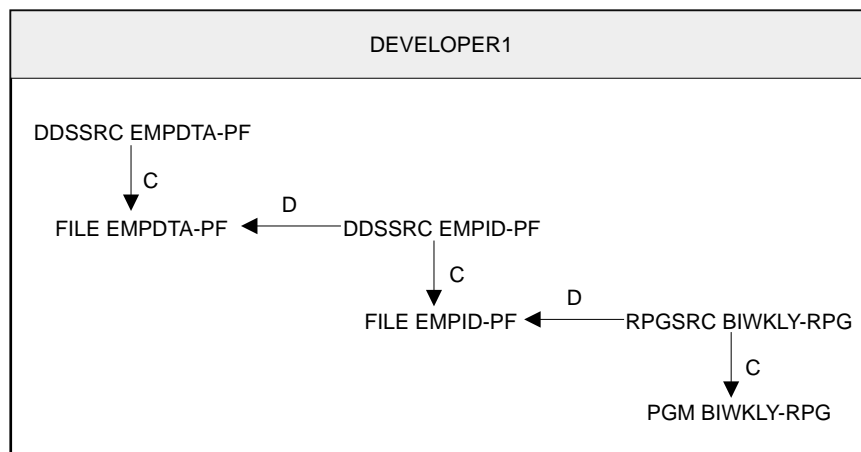 DEVELOPER1
DDSSRC EMPDTA-PF
C
FILE EMPDTA-PF
D
DDSSRC EMPID-PF
C
FILE EMPID-PF
D
RPGSRC BIWKLY-RPG
C
PGM BIWKLY-RPG